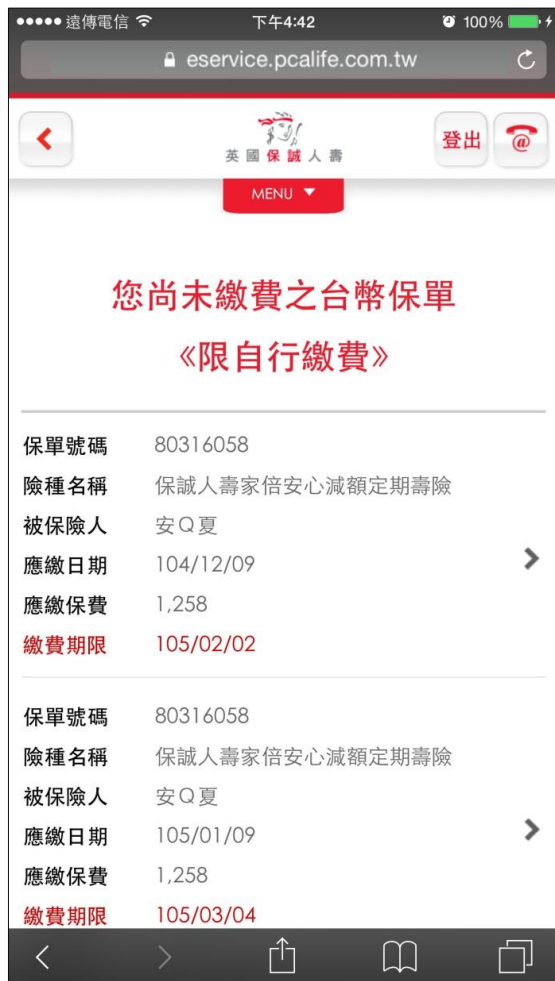 遠傳電信 下午4:42 100%
eservice.pcalife.com.tw
英國保誠人壽
登出 @
MENU
您尚未繳費之台幣保單
《限自行繳費》
保單號碼 80316058
險種名稱 保誠人壽家倍安心減額定期壽險
被保險人 安Q夏
應繳日期 104/12/09
應繳保費 1,258
繳費期限 105/02/02
保單號碼 80316058
險種名稱 保誠人壽家倍安心減額定期壽險
被保險人 安Q夏
應繳日期 105/01/09
應繳保費 1,258
繳費期限 105/03/04